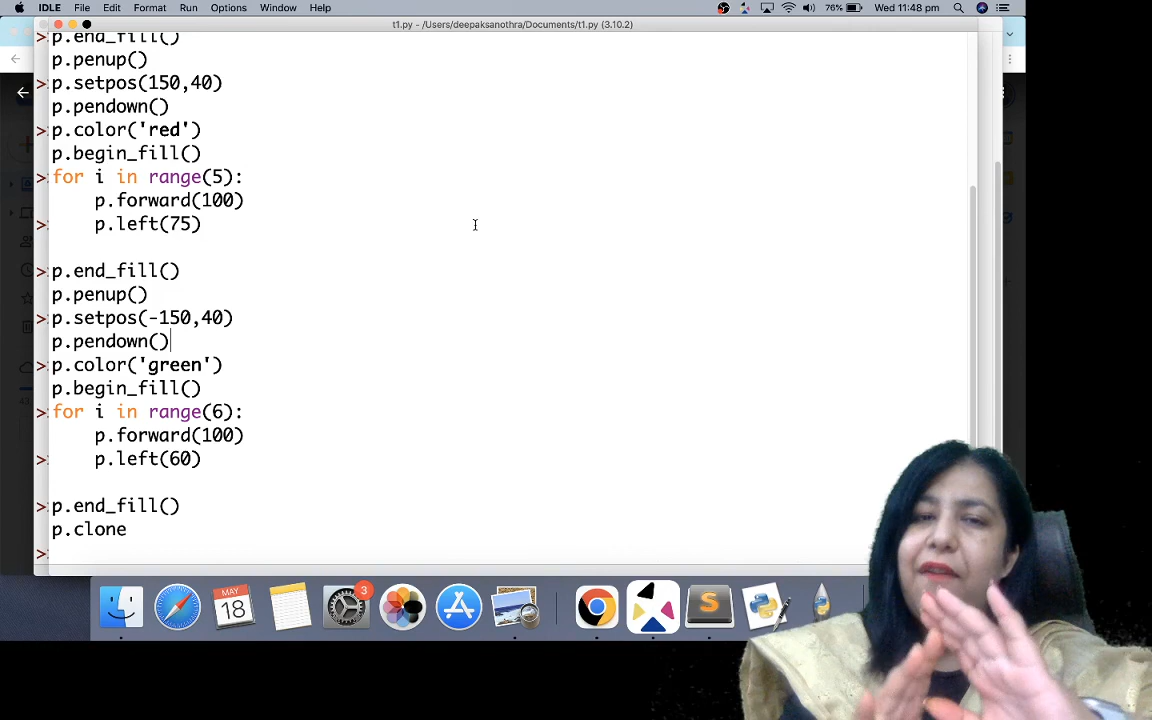 IDLE File Edit Format Run Options Window Help 76% Wed 11:48 pm
t1.py - /Users/deepaksanothra/Documents/t1.py (3.10.2)
>p.end_fill()
p.penup()
>p.setpos(150,40)
p.pendown()
>p.color('red')
p.begin_fill()
>for i in range(5):
p.forward(100)
> p.left(75)
>p.end_fill()
p.penup()
>p.setpos(-150,40)
p.pendown()
>p.color('green')
p.begin_fill()
>for i in range(6):
p.forward(100)
> p.left(60)
p.end_fill()
p.clone
>
3
MAY
18
S